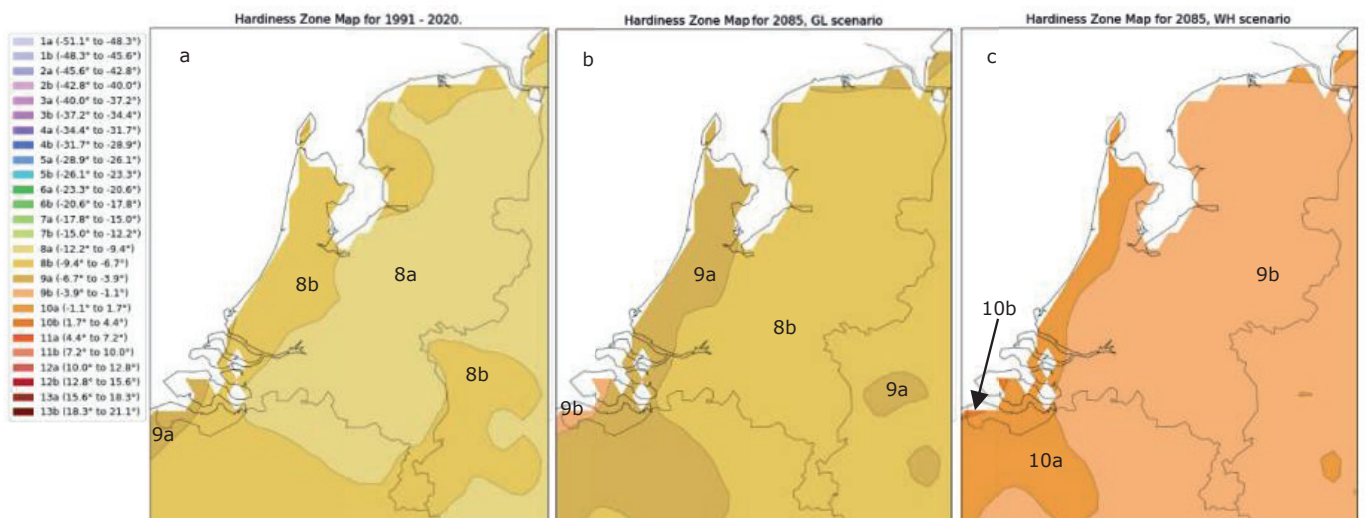 Hardiness Zone Map for 1991 - 2020.
Hardiness Zone Map for 2085, GL scenario
Hardiness Zone Map for 2085, WH scenario
1a (-51.1° to -48.3°)
1b (-48.3° to -45.6°)
2a (-45.6° to -42.8°)
2b (-42.8° to -40.0°)
3a (-40.0° to -37.2°)
3b (-37.2° to -34.4°)
4a (-34.4° to -31.7°)
4b (-31.7° to -28.9°)
5a (-28.9° to -26.1°)
5b (-26.1° to -23.3°)
6a (-23.3° to -20.6°)
6b (-20.6° to -17.8°)
7a (-17.8° to -15.0°)
7b (-15.0° to -12.2°)
8a (-12.2° to -9.4°)
8b (-9.4° to -6.7°)
9a (-6.7° to -3.9°)
9b (-3.9° to -1.1°)
10a (-1.1° to 1.7°)
10b (1.7° to 4.4°)
11a (4.4° to 7.2°)
11b (7.2° to 10.0°)
12a (10.0° to 12.8°)
12b (12.8° to 15.6°)
13a (15.6° to 18.3°)
13b (18.3° to 21.1°)
a
8b
8a
8b
9a
b
9a
8b
9a
9b
c
9b
10b
10a